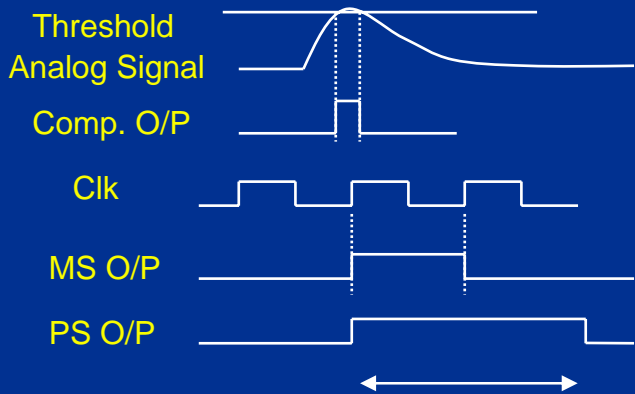 Threshold
Analog Signal
Comp. O/P
Clk
MS O/P
PS O/P